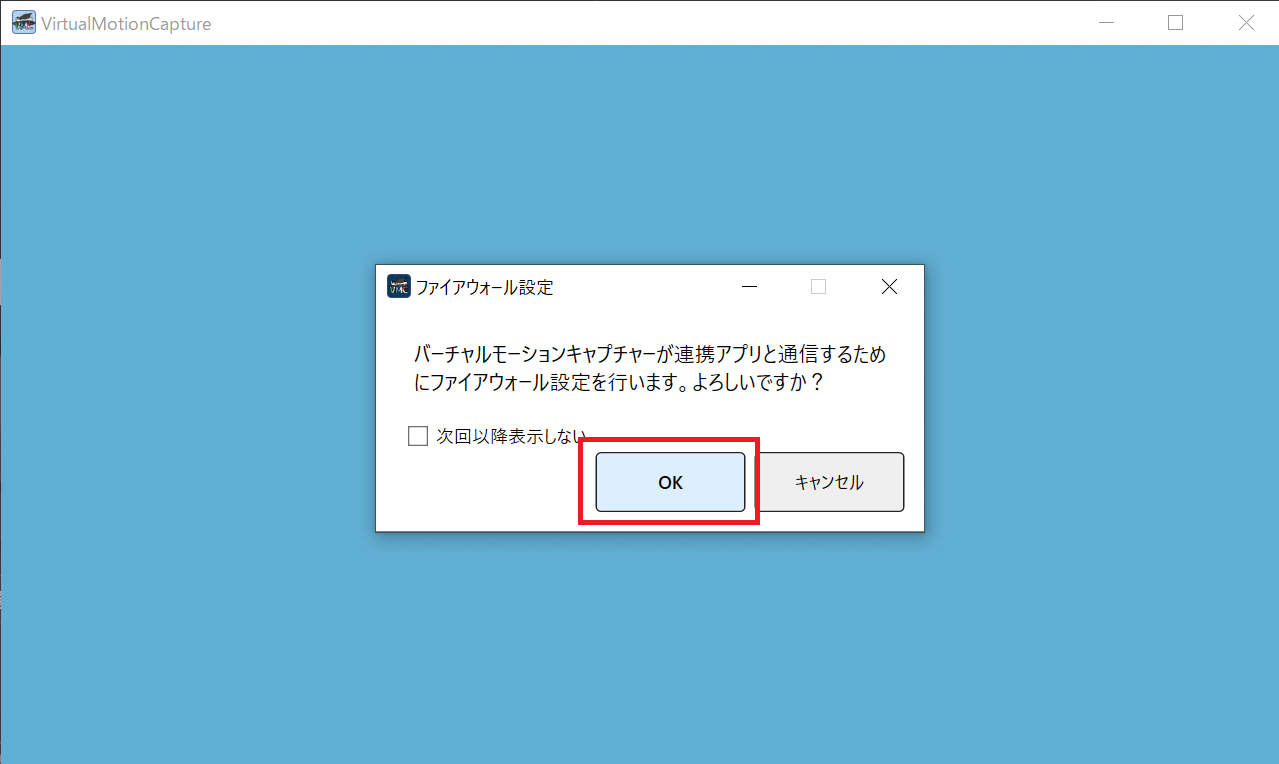 VirtualMotionCapture
ファイアウォール設定
バーチャルモーションキャプチャーが連携アプリと通信するため
にファイアウォール設定を行います。よろしいですか？
次回以降表示しない
OK
キャンセル